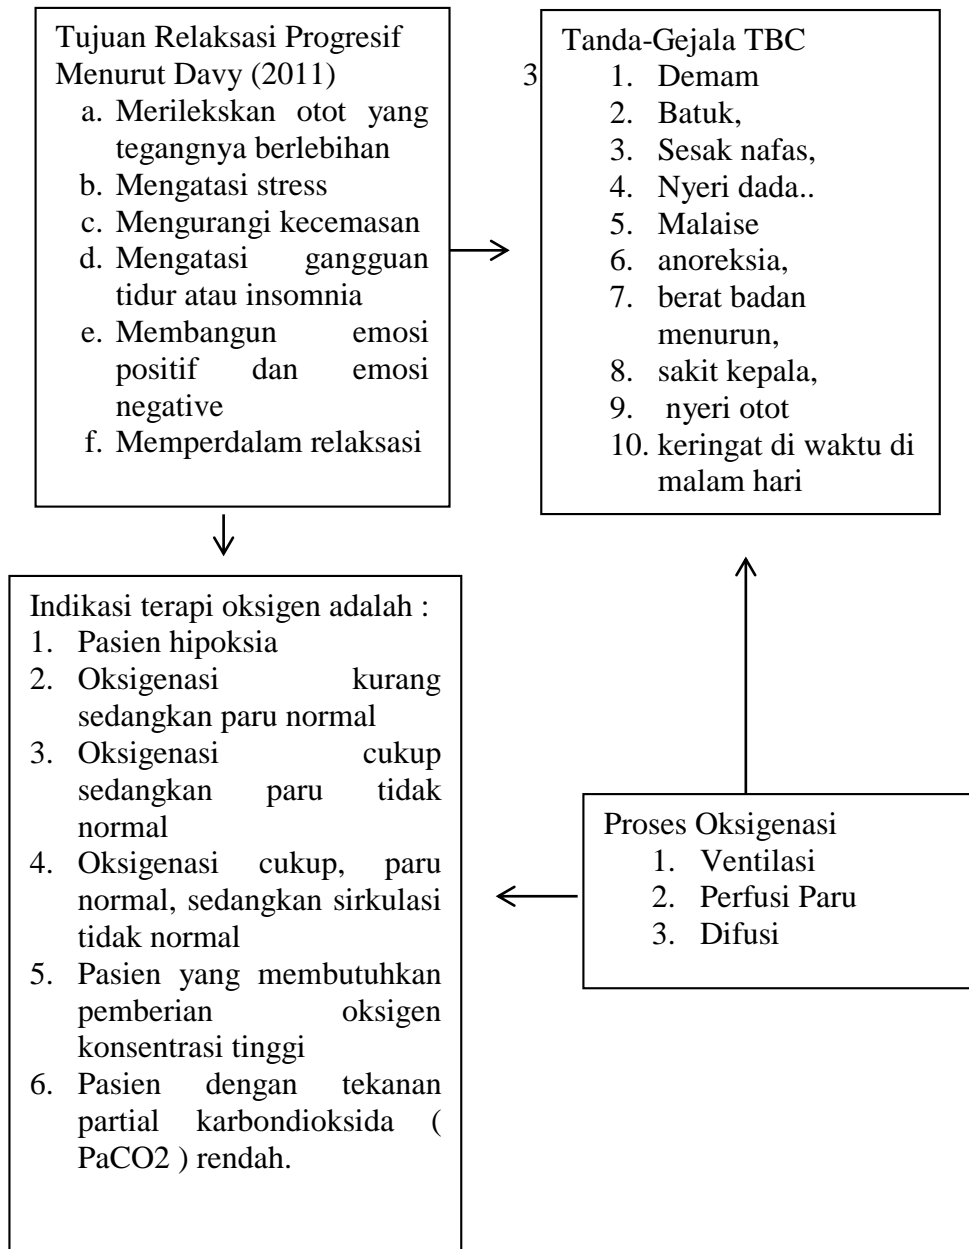 Tujuan Relaksasi Progresif
Menurut Davy (2011)
a. Merilekskan otot yang
tegangnya berlebihan
b. Mengatasi stress
c. Mengurangi kecemasan
d. Mengatasi gangguan
tidur atau insomnia
e. Membangun emosi
positif dan emosi
negative
f. Memperdalam relaksasi
3
Tanda-Gejala TBC
1. Demam
2. Batuk,
3. Sesak nafas,
4. Nyeri dada..
5. Malaise
6. anoreksia,
7. berat badan
menurun,
8. sakit kepala,
9. nyeri otot
10. keringat di waktu di
malam hari
Indikasi terapi oksigen adalah :
1. Pasien hipoksia
2. Oksigenasi kurang
sedangkan paru normal
3. Oksigenasi cukup
sedangkan paru tidak
normal
4. Oksigenasi cukup, paru
normal, sedangkan sirkulasi
tidak normal
5. Pasien yang membutuhkan
pemberian oksigen
konsentrasi tinggi
6. Pasien dengan tekanan
partial karbondioksida (
PaCO2 ) rendah.
Proses Oksigenasi
1. Ventilasi
2. Perfusi Paru
3. Difusi